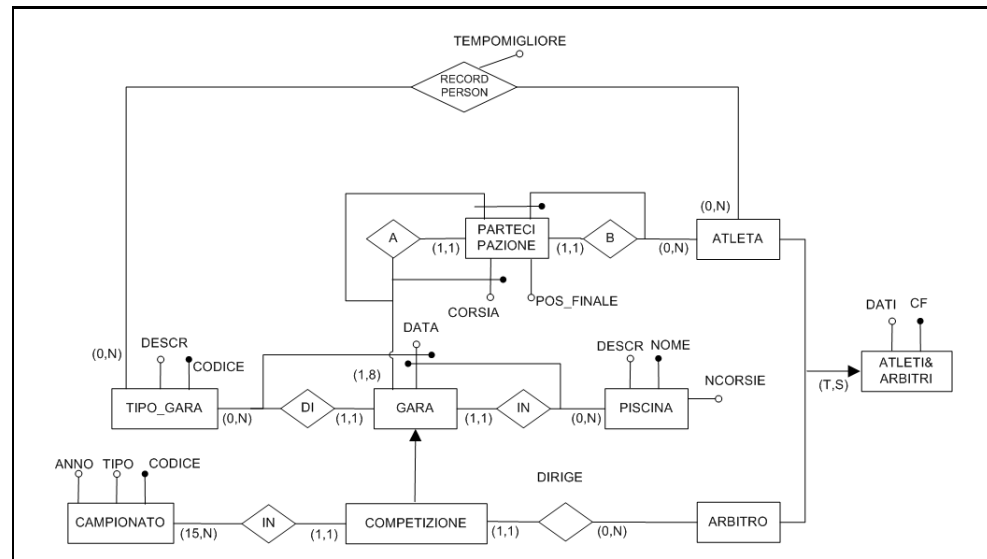 TEMPOMIGLIORE
RECORD
PERSON
(0,N)
PARTECI
PAZIONE
A
(1,1)
(1,1)
B
(0,N)
ATLETA
CORSIA
POS_FINALE
DATI
CF
ATLETI&
ARBITRI
(T,S)
(0,N)
DESCR
CODICE
DATA
DESCR
NOME
NCORSIE
(1,8)
TIPO_GARA
(0,N)
DI
(1,1)
GARA
(1,1)
IN
(0,N)
PISCINA
ANNO
TIPO
CODICE
DIRIGE
CAMPIONATO
(15,N)
IN
(1,1)
COMPETIZIONE
(1,1)
(0,N)
ARBITRO